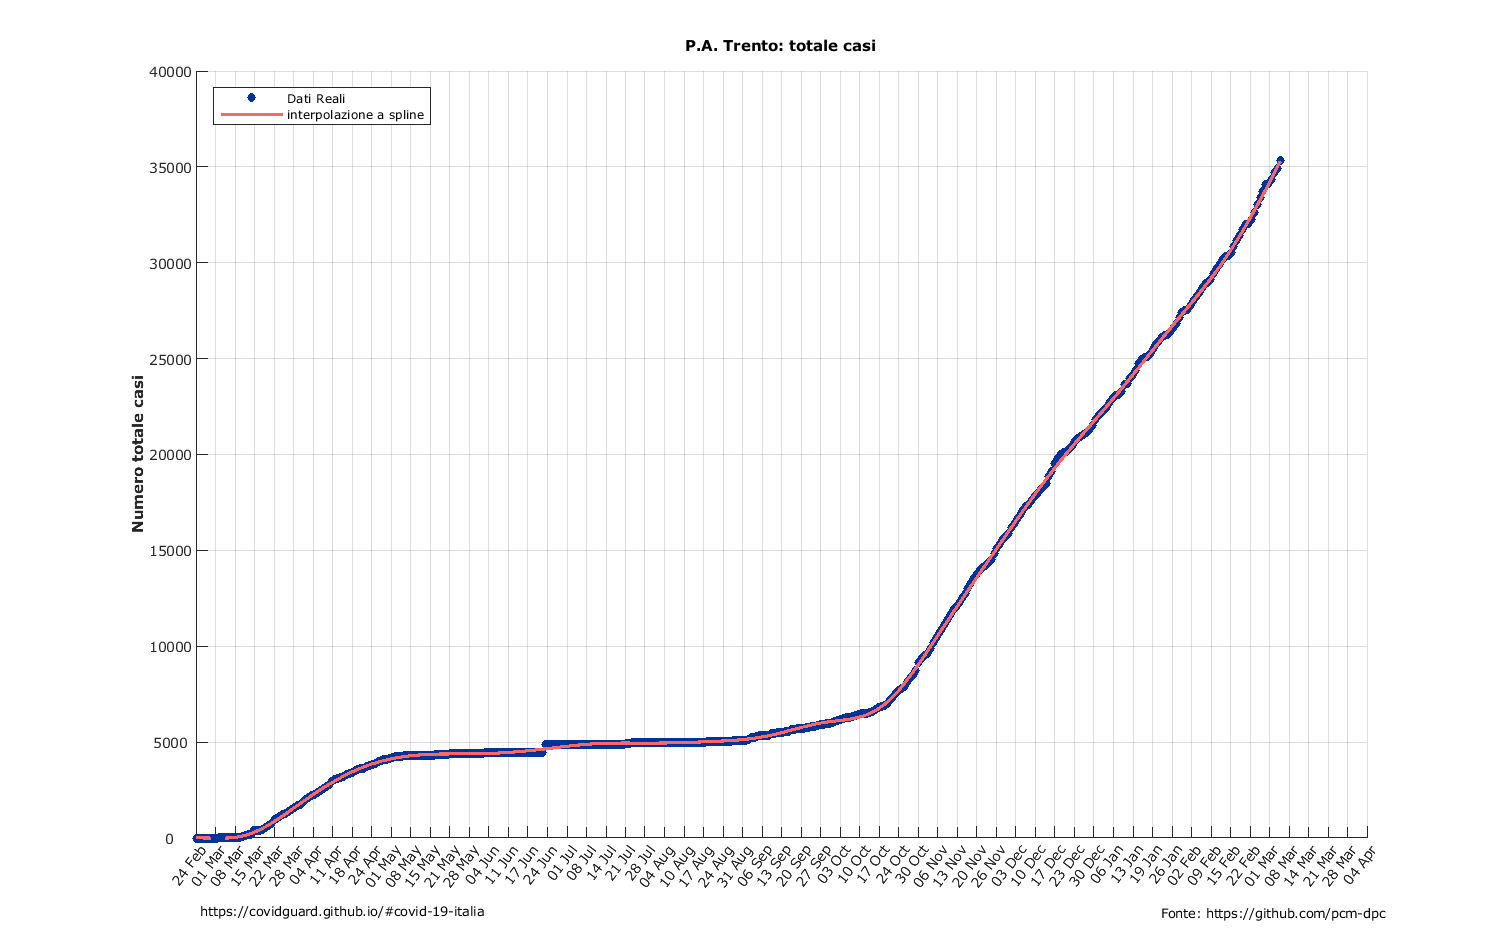 P.A. Trento: totale casi
Dati Reali
interpolazione a spline
Numero totale casi
40000
35000
30000
25000
20000
15000
10000
5000
0
24 Feb
01 Mar
08 Mar
15 Mar
22 Mar
28 Mar
04 Apr
11 Apr
18 Apr
24 Apr
01 May
08 May
15 May
21 May
28 May
04 Jun
11 Jun
17 Jun
24 Jun
01 Jul
08 Jul
14 Jul
21 Jul
28 Jul
04 Aug
10 Aug
17 Aug
24 Aug
31 Aug
06 Sep
13 Sep
20 Sep
27 Sep
03 Oct
10 Oct
17 Oct
24 Oct
30 Oct
06 Nov
13 Nov
20 Nov
26 Nov
03 Dec
10 Dec
17 Dec
23 Dec
30 Dec
06 Jan
13 Jan
19 Jan
26 Jan
02 Feb
09 Feb
15 Feb
22 Feb
01 Mar
08 Mar
14 Mar
21 Mar
28 Mar
04 Apr
https://covidguard.github.io/#covid-19-italia
Fonte: https://github.com/pcm-dpc